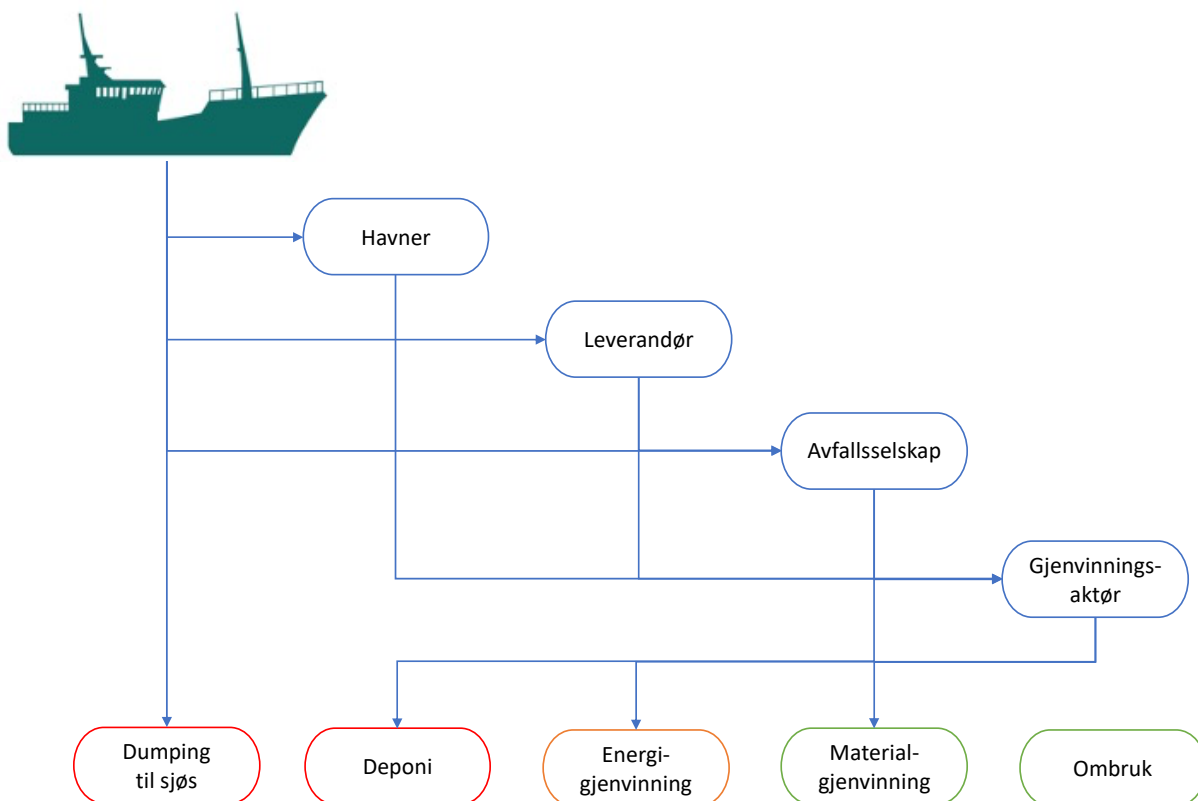 Havner
Leverandør
Avfallsselskap
Gjenvinnings-
aktør
Dumping
til sjøs
Deponi
Energi-
gjenvinning
Material-
gjenvinning
Ombruk